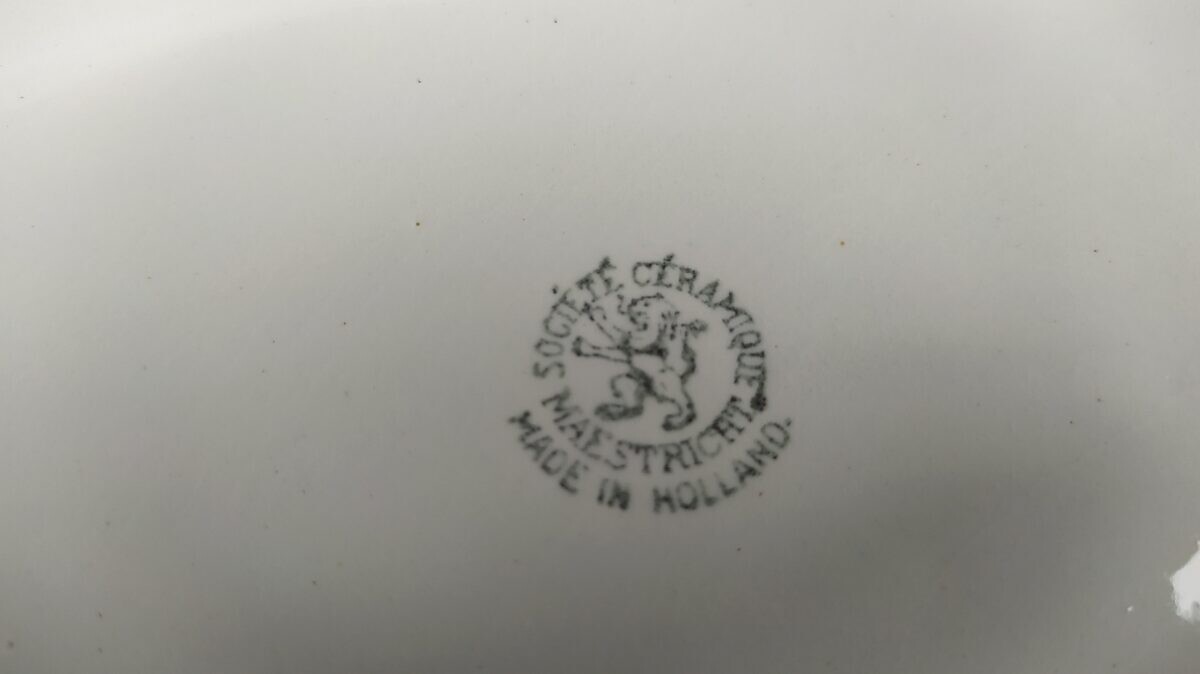 SOCIÉTÉ CÉRAMIQUE
MAESTRICHT
MADE IN HOLLAND.